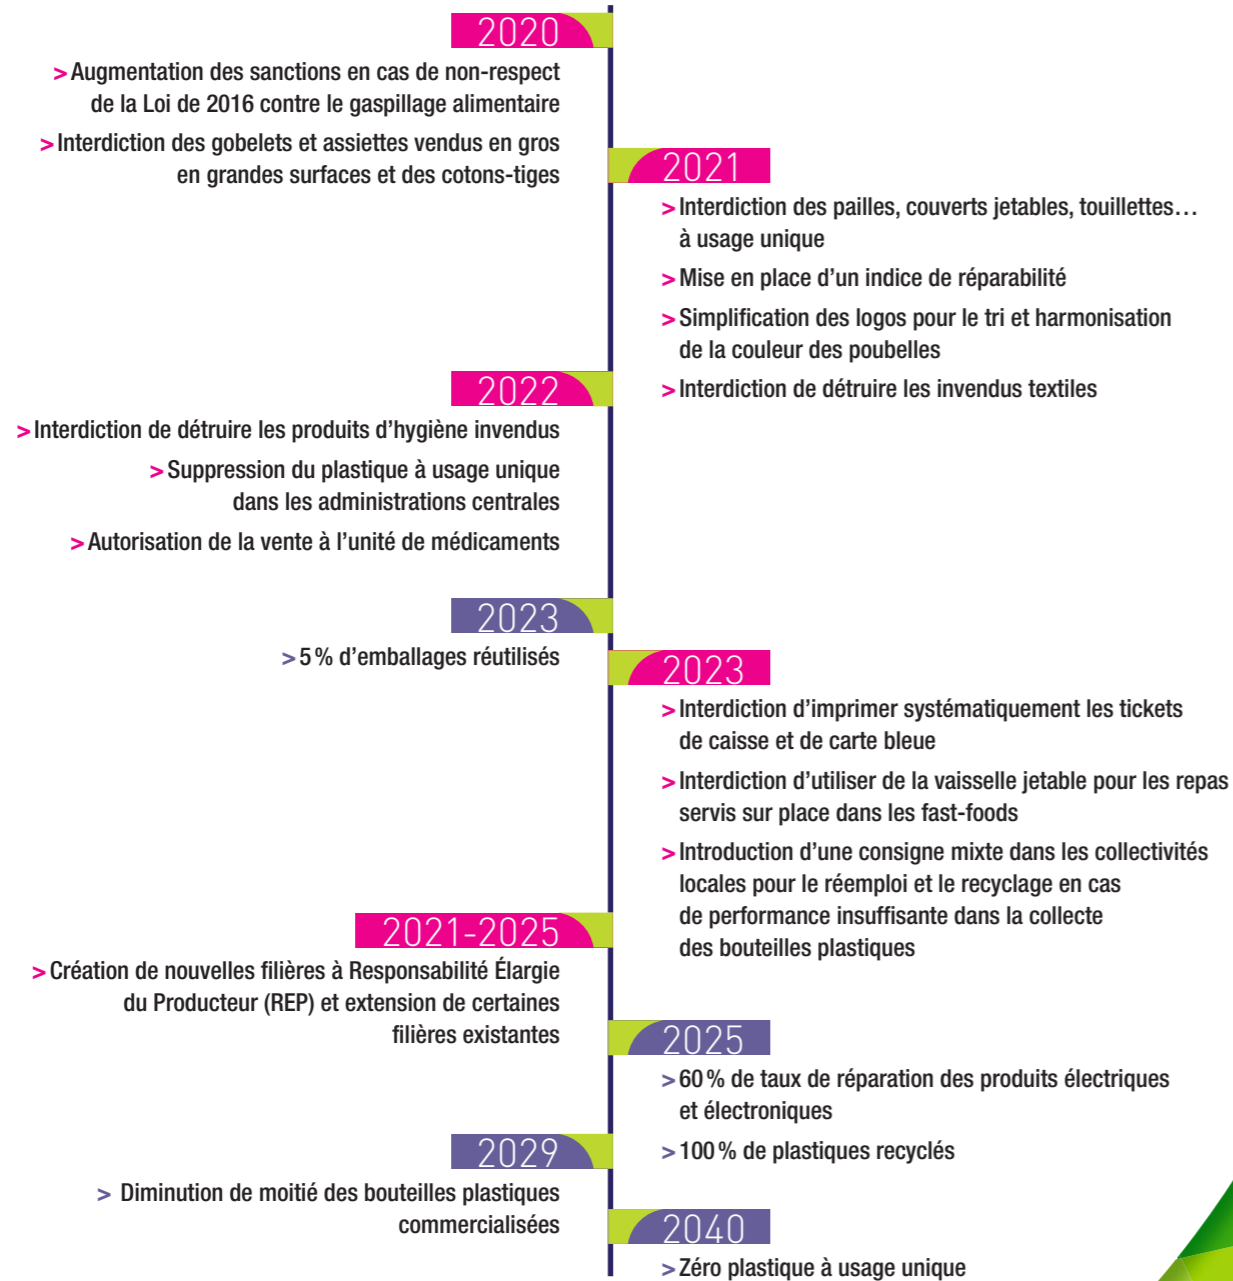 2020
> Augmentation des sanctions en cas de non-respect
de la Loi de 2016 contre le gaspillage alimentaire
> Interdiction des gobelets et assiettes vendus en gros
en grandes surfaces et des cotons-tiges
2021
> Interdiction des pailles, couverts jetables, touillettes…
à usage unique
> Mise en place d’un indice de réparabilité
> Simplification des logos pour le tri et harmonisation
de la couleur des poubelles
> Interdiction de détruire les invendus textiles
2022
> Interdiction de détruire les produits d’hygiène invendus
> Suppression du plastique à usage unique
dans les administrations centrales
> Autorisation de la vente à l’unité de médicaments
2023
> 5 % d’emballages réutilisés
2023
> Interdiction d’imprimer systématiquement les tickets
de caisse et de carte bleue
> Interdiction d’utiliser de la vaisselle jetable pour les repas
servis sur place dans les fast-foods
> Introduction d’une consigne mixte dans les collectivités
locales pour le réemploi et le recyclage en cas
de performance insuffisante dans la collecte
des bouteilles plastiques
2021-2025
> Création de nouvelles filières à Responsabilité Élargie
du Producteur (REP) et extension de certaines
filières existantes
2025
> 60 % de taux de réparation des produits électriques
et électroniques
> 100 % de plastiques recyclés
2029
> Diminution de moitié des bouteilles plastiques
commercialisées
2040
> Zéro plastique à usage unique